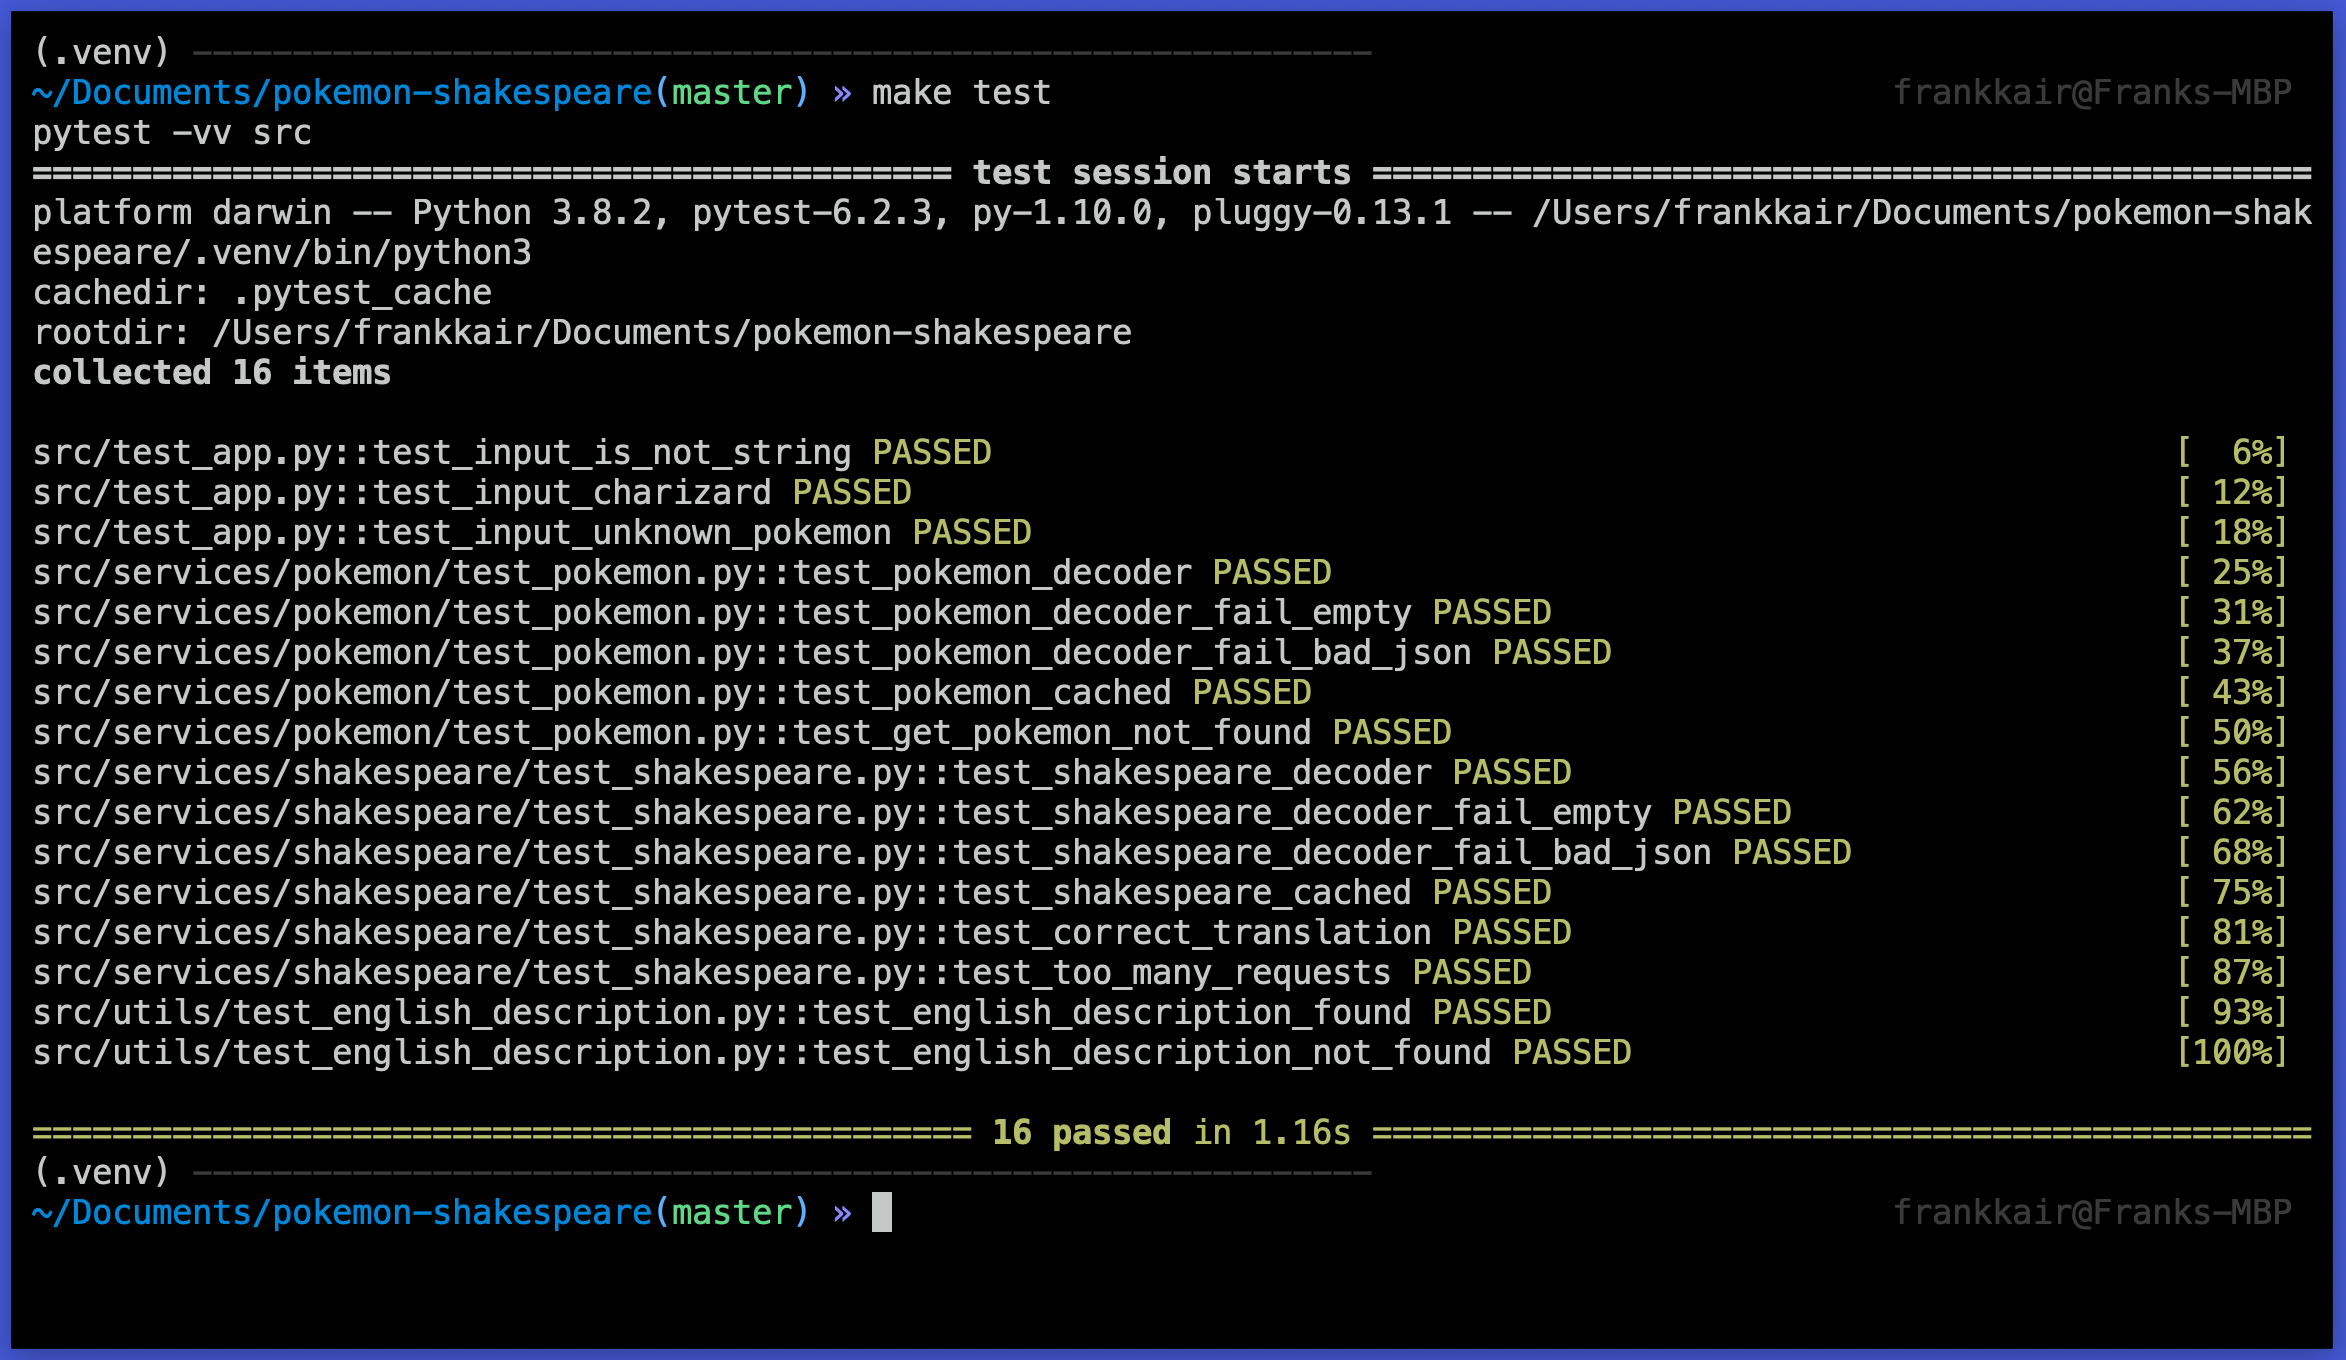 (.venv) ───────────────────────────────────────────────────────────
~/Documents/pokemon-shakespeare(master) » make test frankkair@Franks-MBP
pytest -vv src
============================================== test session starts ===============================================
platform darwin -- Python 3.8.2, pytest-6.2.3, py-1.10.0, pluggy-0.13.1 -- /Users/frankkair/Documents/pokemon-shak
espeare/.venv/bin/python3
cachedir: .pytest_cache
rootdir: /Users/frankkair/Documents/pokemon-shakespeare
collected 16 items
src/test_app.py::test_input_is_not_string PASSED [  6%]
src/test_app.py::test_input_charizard PASSED [ 12%]
src/test_app.py::test_input_unknown_pokemon PASSED [ 18%]
src/services/pokemon/test_pokemon.py::test_pokemon_decoder PASSED [ 25%]
src/services/pokemon/test_pokemon.py::test_pokemon_decoder_fail_empty PASSED [ 31%]
src/services/pokemon/test_pokemon.py::test_pokemon_decoder_fail_bad_json PASSED [ 37%]
src/services/pokemon/test_pokemon.py::test_pokemon_cached PASSED [ 43%]
src/services/pokemon/test_pokemon.py::test_get_pokemon_not_found PASSED [ 50%]
src/services/shakespeare/test_shakespeare.py::test_shakespeare_decoder PASSED [ 56%]
src/services/shakespeare/test_shakespeare.py::test_shakespeare_decoder_fail_empty PASSED [ 62%]
src/services/shakespeare/test_shakespeare.py::test_shakespeare_decoder_fail_bad_json PASSED [ 68%]
src/services/shakespeare/test_shakespeare.py::test_shakespeare_cached PASSED [ 75%]
src/services/shakespeare/test_shakespeare.py::test_correct_translation PASSED [ 81%]
src/services/shakespeare/test_shakespeare.py::test_too_many_requests PASSED [ 87%]
src/utils/test_english_description.py::test_english_description_found PASSED [ 93%]
src/utils/test_english_description.py::test_english_description_not_found PASSED [100%]
=============================================== 16 passed in 1.16s ===============================================
(.venv) ───────────────────────────────────────────────────────────
~/Documents/pokemon-shakespeare(master) » frankkair@Franks-MBP